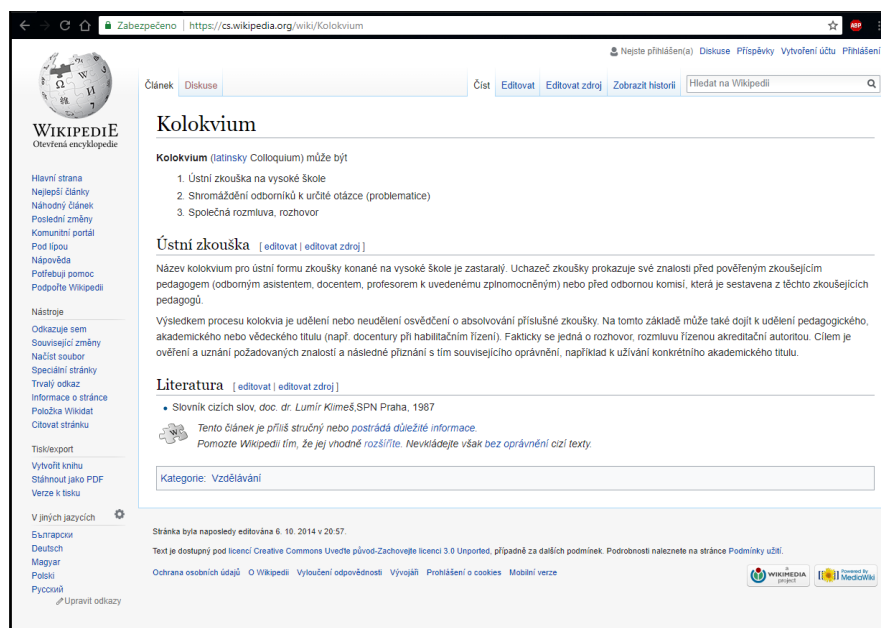 Zabezpečeno | https://cs.wikipedia.org/wiki/Kolokvium
ABP
Nejste přihlášen(a) Diskuse Příspěvky Vytvoření účtu Přihlášení
Článek Diskuse Číst Editovat Editovat zdroj Zobrazit historii Hledat na Wikipedii
WIKIPEDIE
Otevřená encyklopedie
Hlavní strana
Nejlepší články
Náhodný článek
Poslední změny
Komunitní portál
Pod lípou
Nápověda
Potřebuji pomoc
Podpořte Wikipedii
Nástroje
Odkazuje sem
Související změny
Načíst soubor
Speciální stránky
Trvalý odkaz
Informace o stránce
Položka Wikidat
Citovat stránku
Tisk/export
Vytvořit knihu
Stáhnout jako PDF
Verze k tisku
V jiných jazycích
Български
Deutsch
Magyar
Polski
Русский
Upravit odkazy
Kolokvium
Kolokvium (latinsky Colloquium) může být
1. Ústní zkouška na vysoké škole
2. Shromáždění odborníků k určité otázce (problematice)
3. Společná rozmluva, rozhovor
Ústní zkouška [ editovat | editovat zdroj ]
Název kolokvium pro ústní formu zkoušky konané na vysoké škole je zastaralý. Uchazeč zkoušky prokazuje své znalosti před pověřeným zkoušejícím
pedagogem (odborným asistentem, docentem, profesorem k uvedenému zplnomocněným) nebo před odbornou komisí, která je sestavena z těchto zkoušejících
pedagogů.
Výsledkem procesu kolokvia je udělení nebo neudělení osvědčení o absolvování příslušné zkoušky. Na tomto základě může také dojít k udělení pedagogického,
akademického nebo vědeckého titulu (např. docentury při habilitačním řízení). Fakticky se jedná o rozhovor, rozmluvu řízenou akreditační autoritou. Cílem je
ověření a uznání požadovaných znalostí a následné přiznání s tím souvisejícího oprávnění, například k užívání konkrétního akademického titulu.
Literatura [ editovat | editovat zdroj ]
• Slovník cizích slov, doc. dr. Lumír Klimeš,SPN Praha, 1987
Tento článek je příliš stručný nebo postrádá důležité informace.
Pomozte Wikipedii tím, že jej vhodně rozšíříte. Nevkládejte však bez oprávnění cizí texty.
Kategorie: Vzdělávání
Stránka byla naposledy editována 6. 10. 2014 v 20:57.
Text je dostupný pod licencí Creative Commons Uveďte původ-Zachovejte licenci 3.0 Unported, případně za dalších podmínek. Podrobnosti naleznete na stránce Podmínky užití.
Ochrana osobních údajů O Wikipedii Vyloučení odpovědnosti Vývojáři Prohlášení o cookies Mobilní verze
a WIKIMEDIA project
Powered By MediaWiki